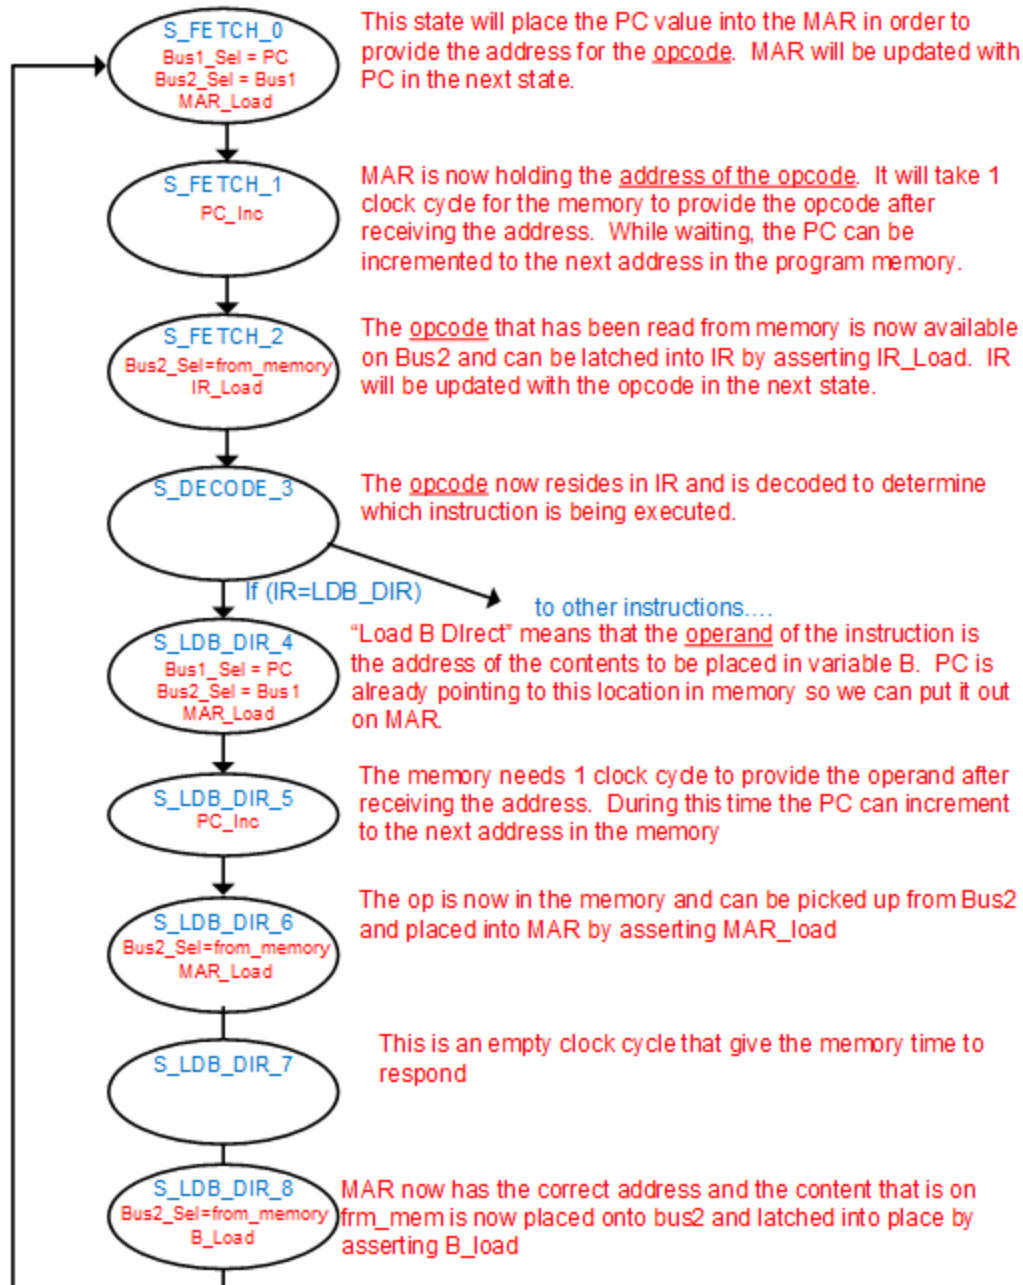 S_FETCH_0
Bus1_Sel = PC
Bus2_Sel = Bus1
MAR_Load
This state will place the PC value into the MAR in order to
provide the address for the opcode. MAR will be updated with
PC in the next state.
S_FETCH_1
PC_Inc
MAR is now holding the address of the opcode. It will take 1
clock cycle for the memory to provide the opcode after
receiving the address. While waiting, the PC can be
incremented to the next address in the program memory.
S_FETCH_2
Bus2_Sel=from_memory
IR_Load
The opcode that has been read from memory is now available
on Bus2 and can be latched into IR by asserting IR_Load. IR
will be updated with the opcode in the next state.
S_DECODE_3
The opcode now resides in IR and is decoded to determine
which instruction is being executed.
If (IR=LDB_DIR)
to other instructions....
S_LDB_DIR_4
Bus1_Sel = PC
Bus2_Sel = Bus1
MAR_Load
“Load B DIrect” means that the operand of the instruction is
the address of the contents to be placed in variable B. PC is
already pointing to this location in memory so we can put it out
on MAR.
S_LDB_DIR_5
PC_Inc
The memory needs 1 clock cycle to provide the operand after
receiving the address. During this time the PC can increment
to the next address in the memory
S_LDB_DIR_6
Bus2_Sel=from_memory
MAR_Load
The op is now in the memory and can be picked up from Bus2
and placed into MAR by asserting MAR_load
S_LDB_DIR_7
This is an empty clock cycle that give the memory time to
respond
S_LDB_DIR_8
Bus2_Sel=from_memory
B_Load
MAR now has the correct address and the content that is on
frm_mem is now placed onto bus2 and latched into place by
asserting B_load